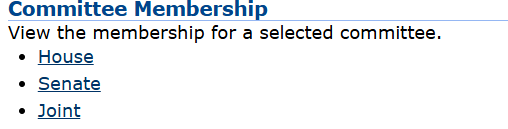 Committee Membership
View the membership for a selected committee.
House
Senate
Joint